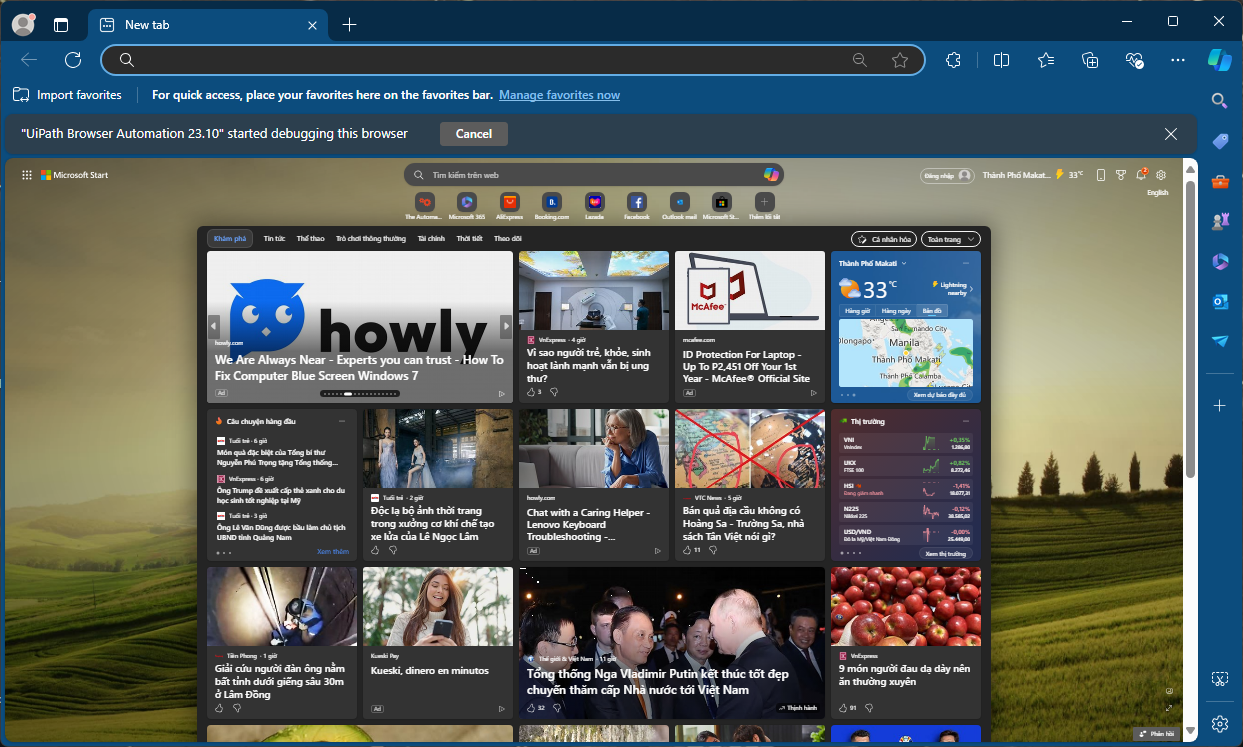 New tab
Import favorites
For quick access, place your favorites here on the favorites bar. Manage favorites now
"UiPath Browser Automation 23.10" started debugging this browser
Cancel
Microsoft Start
Tìm kiếm trên web
Đăng nhập
Thành Phố Makat...
33°C
English
The Automa...
Microsoft 365
AliExpress
Booking.com
Lazada
Facebook
Outlook mail
Microsoft St...
Thêm lối tắt
Khám phá
Tin tức
Thể thao
Trò chơi thông thường
Tài chính
Thời tiết
Theo dõi
Cá nhân hóa
Toàn trang
howly
howly.com
We Are Always Near - Experts you can trust - How To
Fix Computer Blue Screen Windows 7
Ad
VnExpress · 4 giờ
Vì sao người trẻ, khỏe, sinh
hoạt lành mạnh vẫn bị ung
thư?
3
McAfee
mcafee.com
ID Protection For Laptop -
Up To P2,451 Off Your 1st
Year - McAfee® Official Site
Ad
Thành Phố Makati
33°C
Lightning
nearby
Hàng giờ
Hàng ngày
Bản đồ
San Fernando City
Olongapo
Manila
Thành Phố Makati
Thành Phố Calamba
Lucena City
Xem dự báo đầy đủ
Câu chuyện hàng đầu
Tuổi trẻ · 6 giờ
Món quà đặc biệt của Tổng bí thư
Nguyễn Phú Trọng tặng Tổng thống...
VnExpress · 6 giờ
Ông Trump đề xuất cấp thẻ xanh cho du
học sinh tốt nghiệp tại Mỹ
Tuổi trẻ · 3 giờ
Ông Lê Văn Dũng được bầu làm chủ tịch
UBND tỉnh Quảng Nam
Xem thêm
Tuổi trẻ · 2 giờ
Độc lạ bộ ảnh thời trang
trong xưởng cơ khí chế tạo
xe lửa của Lê Ngọc Lâm
howly.com
Chat with a Caring Helper -
Lenovo Keyboard
Troubleshooting -...
Ad
VTC News · 5 giờ
Bán quả địa cầu không có
Hoàng Sa - Trường Sa, nhà
sách Tân Việt nói gì?
11
Thị trường
VNI
+0,35%
VnIndex
UKX
+0,82%
FTSE 100
8.272,46
HSI
-1,41%
Đang giảm nhanh
18.077,31
N225
-0,12%
Nikkei 225
38.585,02
USD/VND
-0,00%
Đô la Mỹ/Việt Nam Đồng
25.449,00
Xem thị trường
Tiền Phong · 1 giờ
Giải cứu người đàn ông nằm
bất tỉnh dưới giếng sâu 30m
ở Lâm Đồng
Kueski Pay
Kueski, dinero en minutos
Ad
Thế giới & Việt Nam · 11 giờ
Tổng thống Nga Vladimir Putin kết thúc tốt đẹp
chuyến thăm cấp Nhà nước tới Việt Nam
32
Thịnh hành
VnExpress
9 món người đau dạ dày nên
ăn thường xuyên
91
Phản hồi